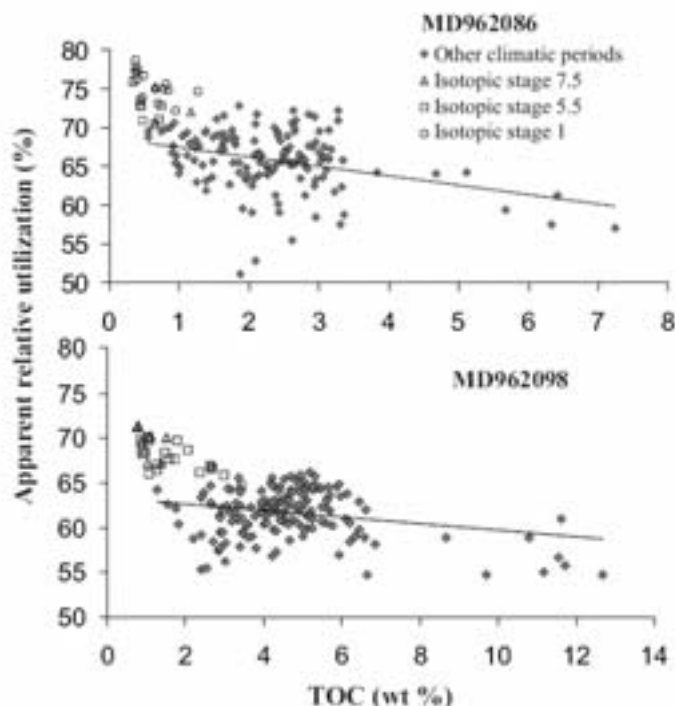 MD962086
Other climatic periods
Isotopic stage 7.5
Isotopic stage 5.5
Isotopic stage 1
80
75
70
65
60
55
50
0 1 2 3 4 5 6 7 8
Apparent relative utilization (%)
MD962098
80
75
70
65
60
55
50
0 2 4 6 8 10 12 14
TOC (wt %)